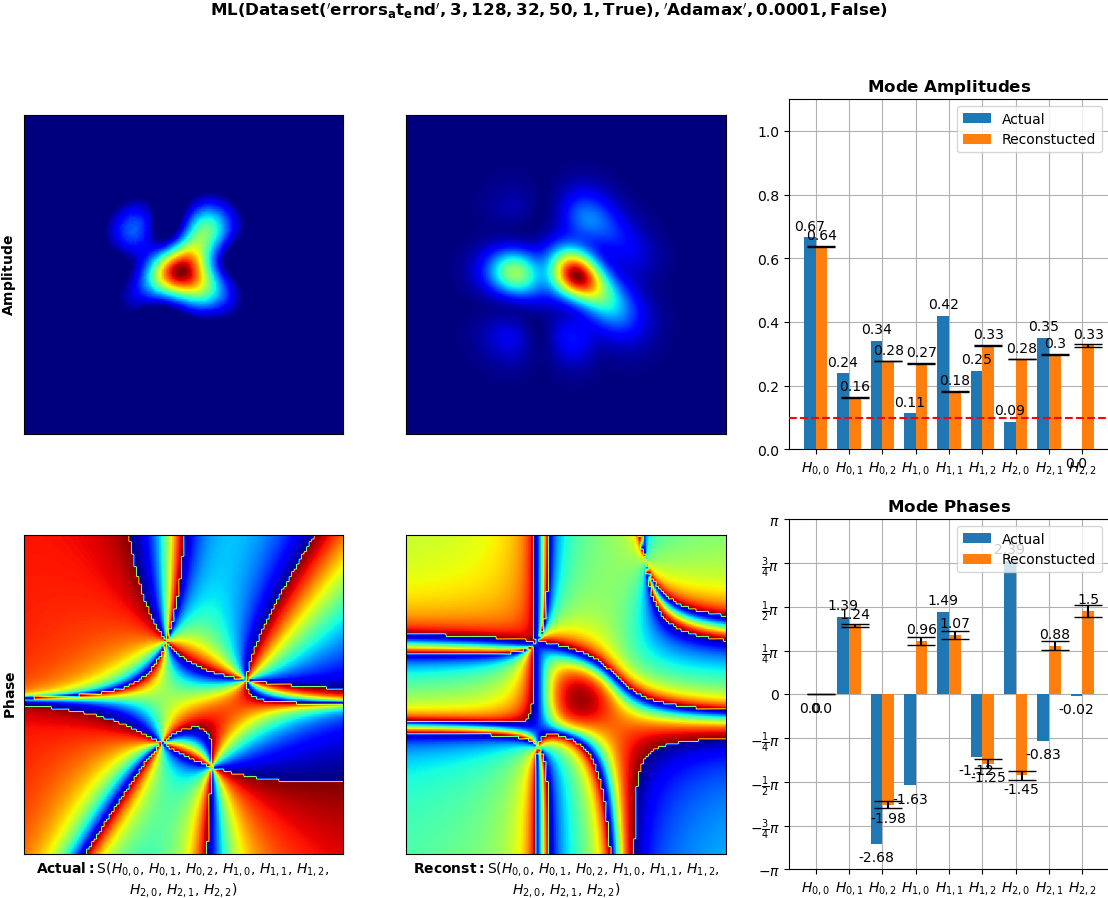 ML(Dataset('errors_at_end', 3, 128, 32, 50, 1, True), 'Adamax', 0.0001, False)
Amplitude
Mode Amplitudes
Actual
Reconstucted
1.0
0.8
0.6
0.4
0.2
0.0
0.67
0.64
0.24
0.16
0.34
0.28
0.11
0.27
0.42
0.18
0.25
0.33
0.09
0.28
0.35
0.3
0.0
0.33
H0,0 H0,1 H0,2 H1,0 H1,1 H1,2 H2,0 H2,1 H2,2
Phase
Mode Phases
Actual
Reconstucted
π
3/4π
1/2π
1/4π
0
−1/4π
−1/2π
−3/4π
−π
0.0
0.0
1.39
1.24
-2.68
-1.98
-1.63
0.96
1.49
1.07
-1.12
-1.25
2.39
-1.45
-0.83
0.88
-0.02
1.5
H0,0 H0,1 H0,2 H1,0 H1,1 H1,2 H2,0 H2,1 H2,2
Actual: S(H0,0, H0,1, H0,2, H1,0, H1,1, H1,2,
H2,0, H2,1, H2,2)
Reconst: S(H0,0, H0,1, H0,2, H1,0, H1,1, H1,2,
H2,0, H2,1, H2,2)